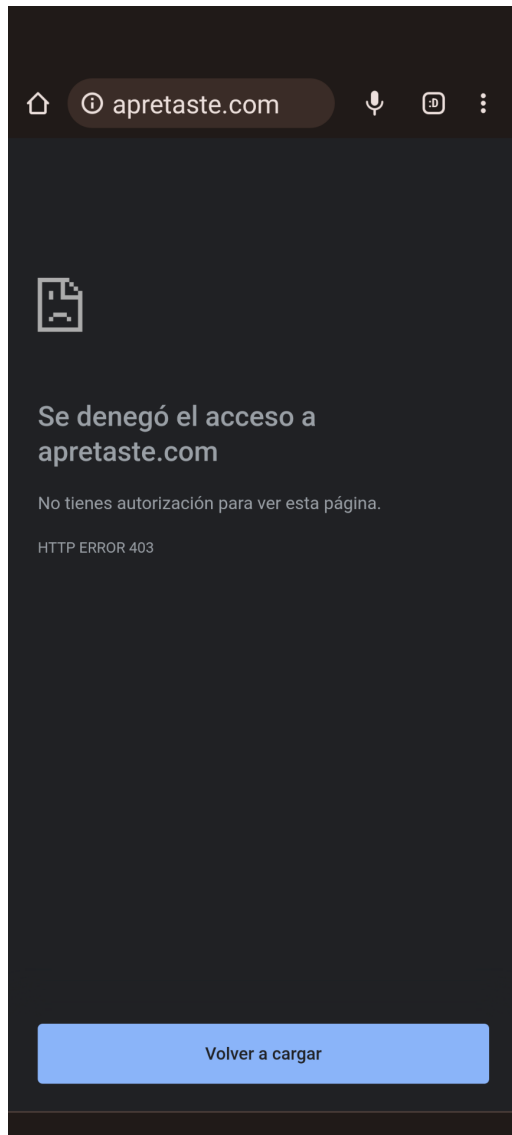 apretaste.com
:D
Se denegó el acceso a
apretaste.com
No tienes autorización para ver esta página.
HTTP ERROR 403
Volver a cargar